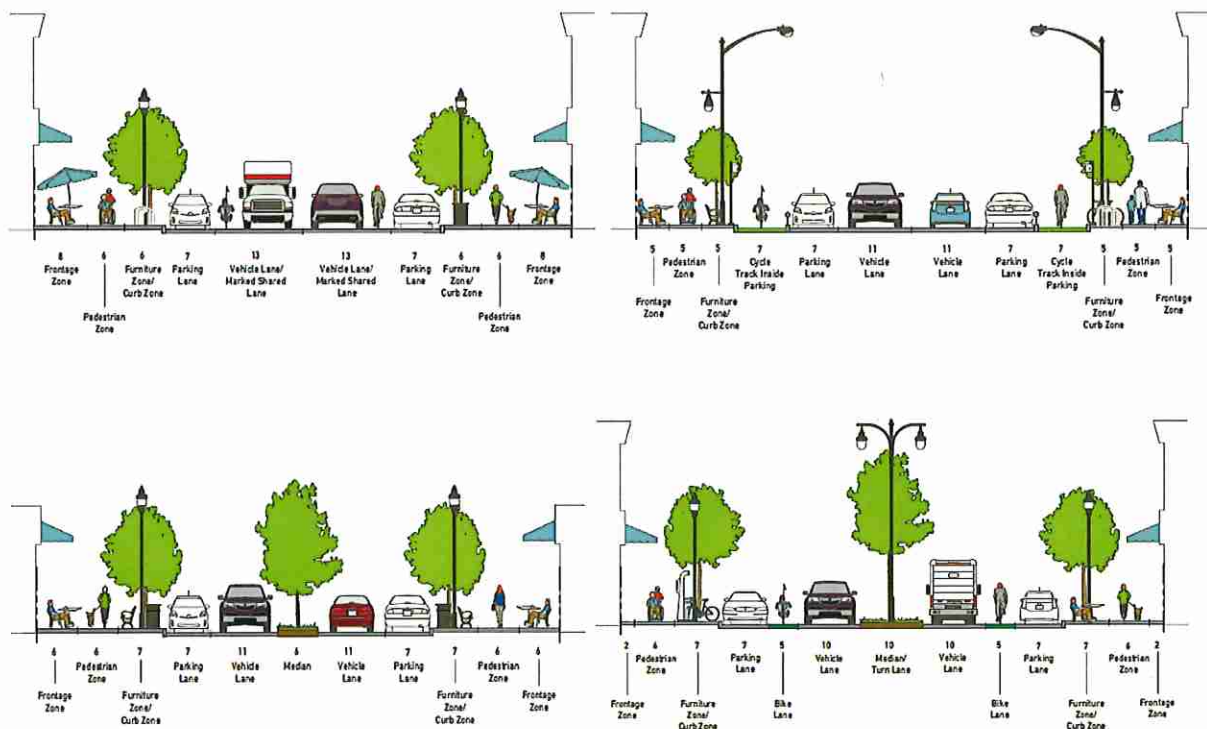 8
Frontage
Zone
6
Pedestrian
Zone
6
Furniture
Zone/
Curb Zone
7
Parking
Lane
13
Vehicle Lane/
Marked Shared
Lane
13
Vehicle Lane/
Marked Shared
Lane
7
Parking
Lane
6
Furniture
Zone/
Curb Zone
6
Pedestrian
Zone
8
Frontage
Zone
5
Frontage
Zone
5
Pedestrian
Zone
5
Furniture
Zone/
Curb Zone
7
Cycle
Track Inside
Parking
7
Parking
Lane
11
Vehicle
Lane
11
Vehicle
Lane
7
Parking
Lane
7
Cycle
Track Inside
Parking
5
Furniture
Zone/
Curb Zone
5
Pedestrian
Zone
5
Frontage
Zone
6
Frontage
Zone
6
Pedestrian
Zone
7
Furniture
Zone/
Curb Zone
7
Parking
Lane
11
Vehicle
Lane
6
Median
11
Vehicle
Lane
7
Parking
Lane
7
Furniture
Zone/
Curb Zone
6
Pedestrian
Zone
6
Frontage
Zone
2
Frontage
Zone
6
Pedestrian
Zone
7
Furniture
Zone/
Curb Zone
7
Parking
Lane
5
Bike
Lane
10
Vehicle
Lane
10
Median/
Turn Lane
10
Vehicle
Lane
5
Bike
Lane
7
Parking
Lane
7
Furniture
Zone/
Curb Zone
6
Pedestrian
Zone
2
Frontage
Zone